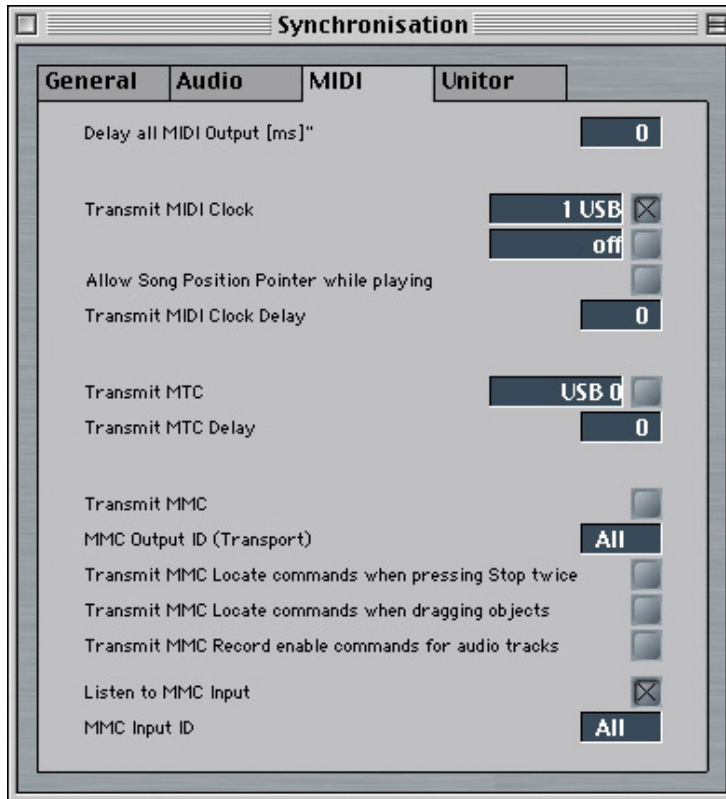 Synchronisation
General Audio MIDI Unitor
Delay all MIDI Output [ms]" 0
Transmit MIDI Clock 1 USB
off
Allow Song Position Pointer while playing
Transmit MIDI Clock Delay 0
Transmit MTC USB 0
Transmit MTC Delay 0
Transmit MMC
MMC Output ID (Transport) All
Transmit MMC Locate commands when pressing Stop twice
Transmit MMC Locate commands when dragging objects
Transmit MMC Record enable commands for audio tracks
Listen to MMC Input
MMC Input ID All